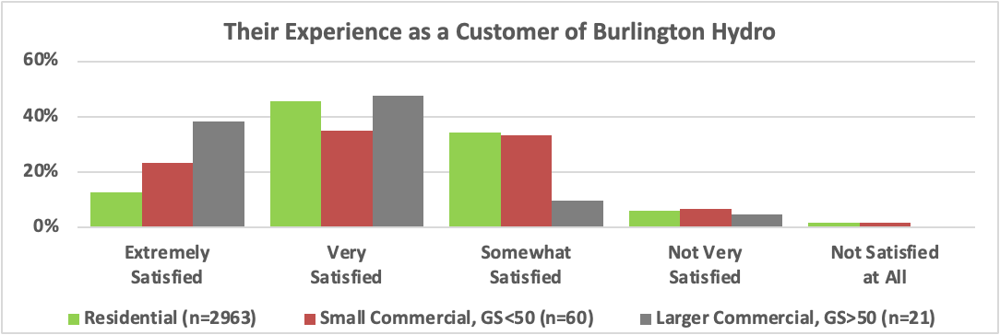 Their Experience as a Customer of Burlington Hydro
60%
40%
20%
0%
Extremely Satisfied
Very Satisfied
Somewhat Satisfied
Not Very Satisfied
Not Satisfied at All
Residential (n=2963)
Small Commercial, GS<50 (n=60)
Larger Commercial, GS>50 (n=21)